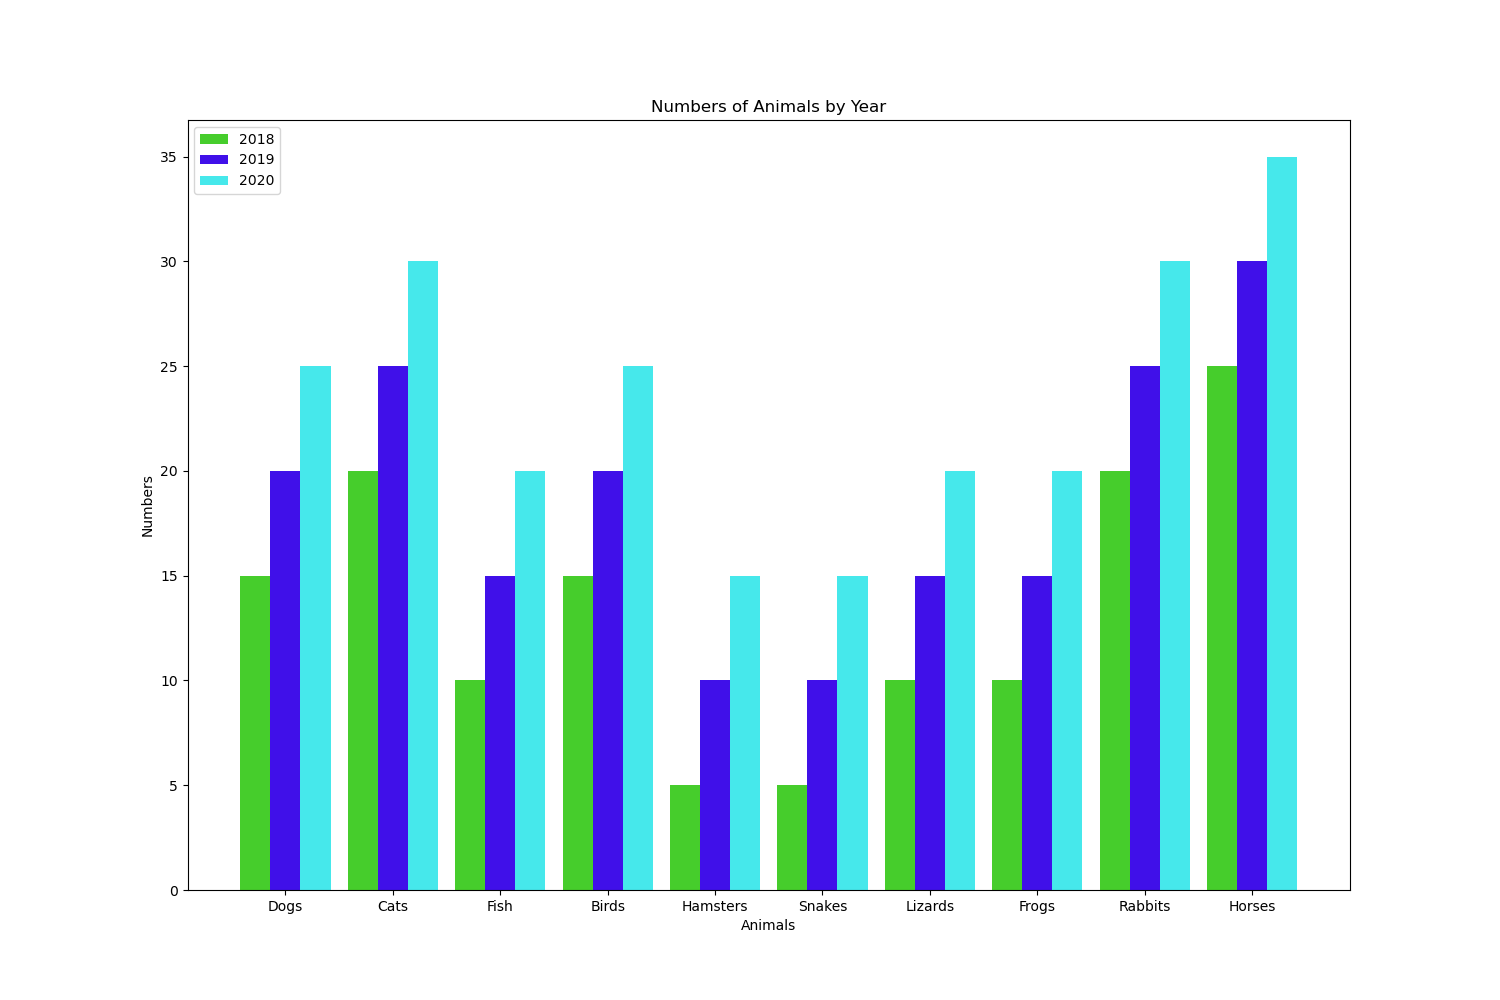 Numbers of Animals by Year
2018
2019
2020
35
30
25
20
15
10
5
0
Numbers
Dogs Cats Fish Birds Hamsters Snakes Lizards Frogs Rabbits Horses
Animals